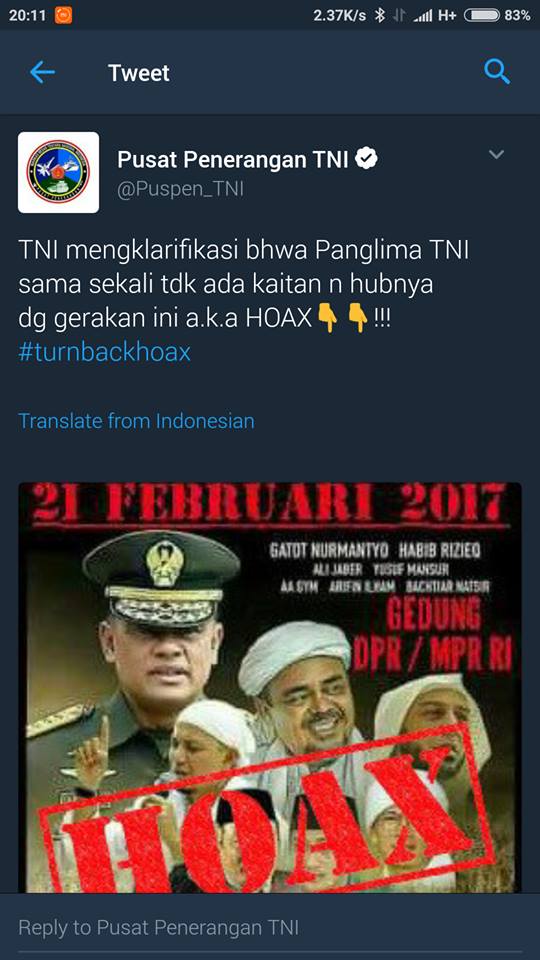 20:11
2.37K/s H+ 83%
Tweet
Pusat Penerangan TNI
@Puspen_TNI
TNI mengklarifikasi bhwa Panglima TNI
sama sekali tdk ada kaitan n hubnya
dg gerakan ini a.k.a HOAX👇👇!!!
#turnbackhoax
Translate from Indonesian
21 FEBRUARI 2017
GATOT NURMANTYO HABIB RIZIEQ
ALI JABER YUSUF MANSUR
AA GYM ARIFIN ILHAM BACHTIAR NATSIR
GEDUNG
DPR / MPR RI
HOAX
Reply to Pusat Penerangan TNI